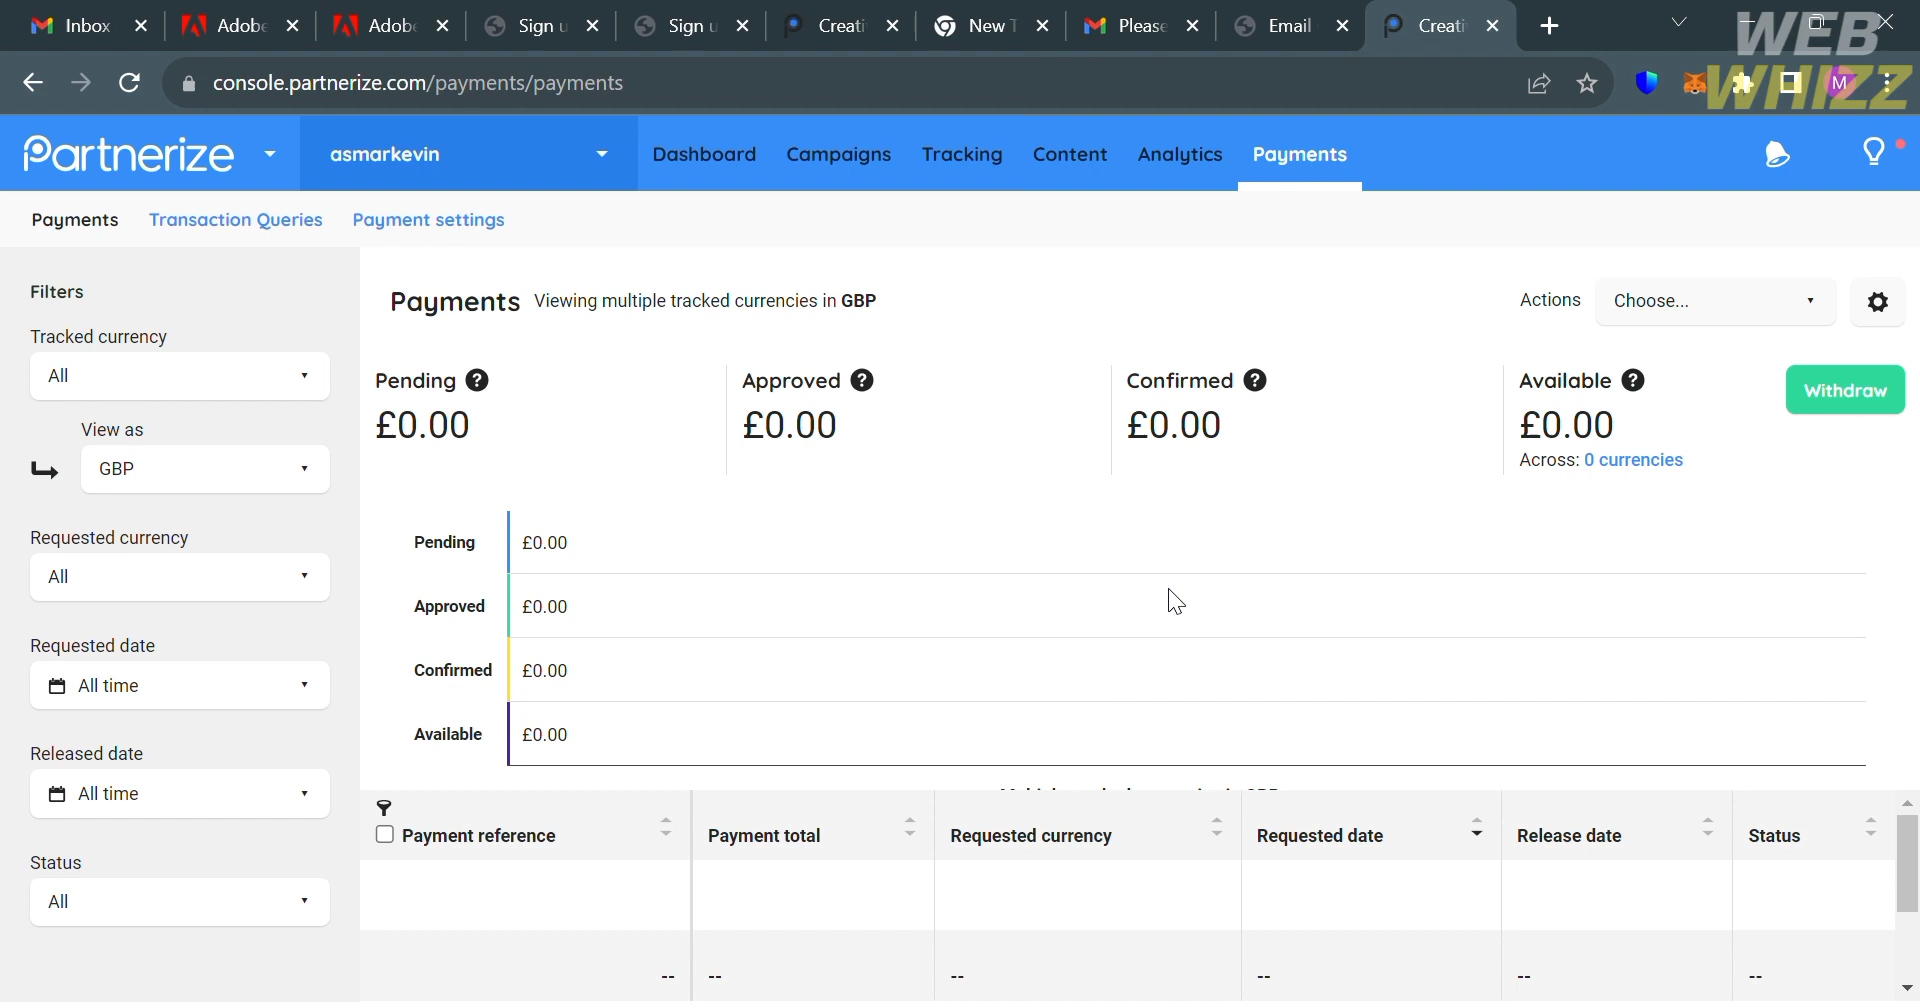 Inbox
Adobe
Adobe
Sign u
Sign u
Creati
New T
Please
Email
Creati
WEB
WHIZZ
console.partnerize.com/payments/payments
M
Partnerize
asmarkevin
Dashboard
Campaigns
Tracking
Content
Analytics
Payments
Payments
Transaction Queries
Payment settings
Filters
Tracked currency
All
View as
GBP
Requested currency
All
Requested date
All time
Released date
All time
Status
All
Payments Viewing multiple tracked currencies in GBP
Actions
Choose...
Pending ?
£0.00
Approved ?
£0.00
Confirmed ?
£0.00
Available ?
£0.00
Across: 0 currencies
Withdraw
Pending £0.00
Approved £0.00
Confirmed £0.00
Available £0.00
Payment reference
Payment total
Requested currency
Requested date
Release date
Status
-- -- -- -- -- --